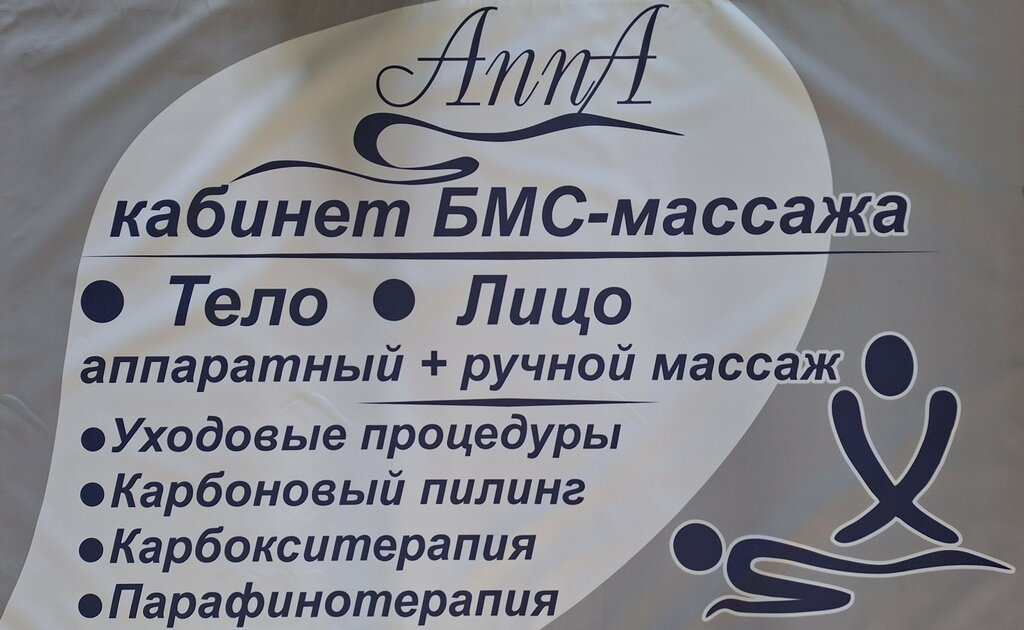 AnnA
кабинет БМС-массажа
● Тело ● Лицо
аппаратный + ручной массаж
●Уходовые процедуры
●Карбоновый пилинг
●Карбокситерапия
●Парафинотерапия